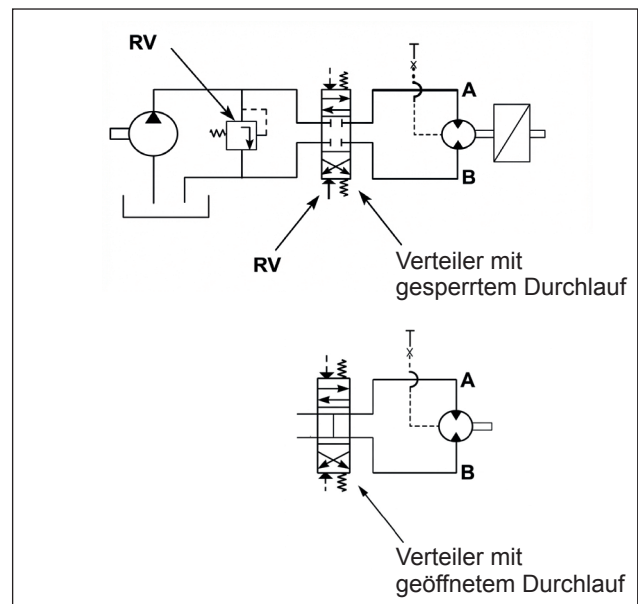 RV
A
B
RV
Verteiler mit
gesperrtem Durchlauf
A
B
Verteiler mit
geöffnetem Durchlauf